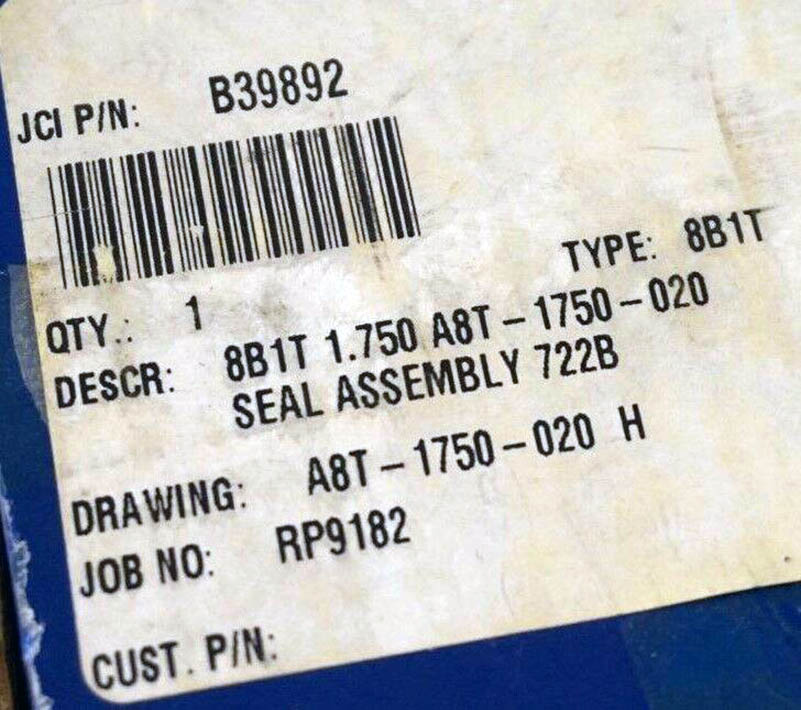 JCI P/N: B39892
QTY.: 1 TYPE: 8B1T
DESCR: 8B1T 1.750 A8T-1750-020
SEAL ASSEMBLY 722B
DRAWING: A8T-1750-020 H
JOB NO: RP9182
CUST. P/N: